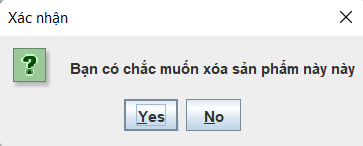 Xác nhận
Bạn có chắc muốn xóa sản phẩm này này
Yes No